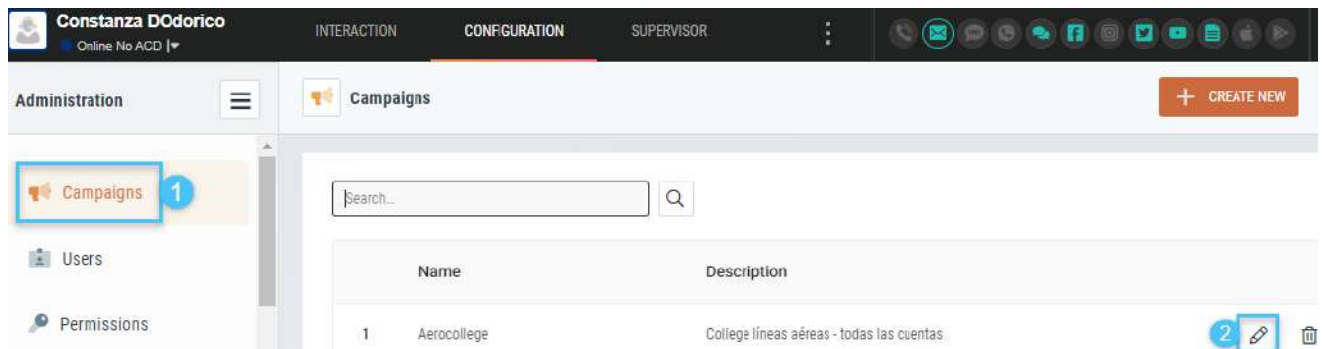 Constanza DOdorico
Online No ACD
INTERACTION
CONFIGURATION
SUPERVISOR
Administration
Campaigns
CREATE NEW
Campaigns
1
Search...
Users
Name
Description
Permissions
1
Aerocollege
College líneas aéreas - todas las cuentas
2